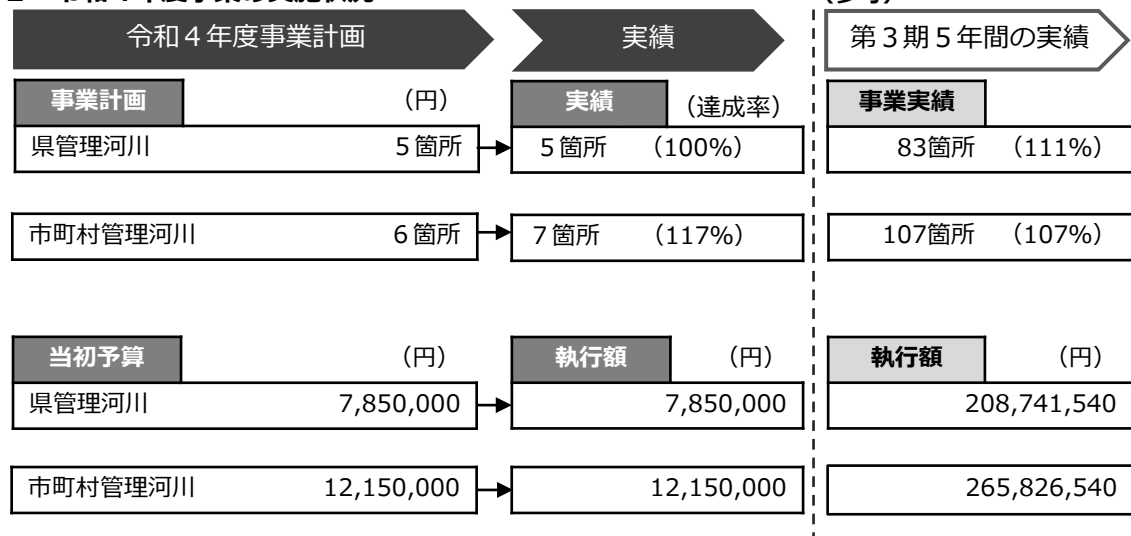 令和４年度事業計画 実績 第３期５年間の実績
事業計画 （円） 実績 （達成率） 事業実績
県管理河川 ５箇所 ５箇所 （100%） 83箇所 （111%）
市町村管理河川 ６箇所 ７箇所 （117%） 107箇所 （107%）
当初予算 （円） 執行額 （円） 執行額 （円）
県管理河川 7,850,000 7,850,000 208,741,540
市町村管理河川 12,150,000 12,150,000 265,826,540